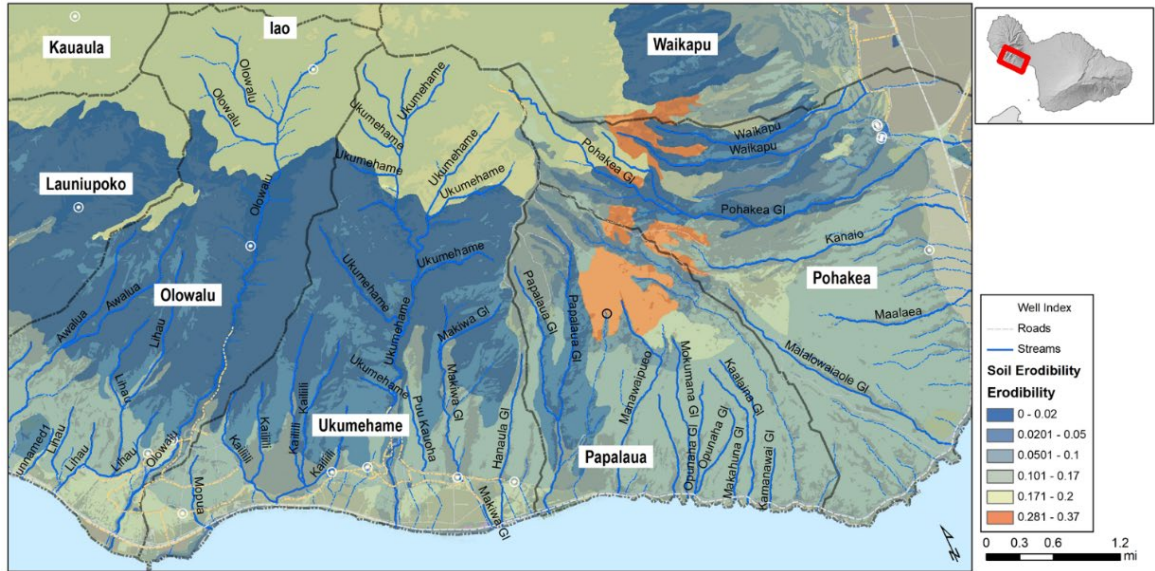 Kauaula
Iao
Waikapu
Olowalu
Olowalu
Ukumehame
Ukumehame
Ukumehame
Ukumehame
Ukumehame
Waikapu
Waikapu
Pohakea Gl
Launiupoko
Olowalu
Pohakea Gl
Kanaio
Ukumehame
Pohakea
Olowalu
Awalua
Awalua
Lihau
Ukumehame
Ukumehame
Makiwa Gl
Papalaua Gl
Papalaua Gl
Maalaea
Malalowaiaole Gl
Manawaipueo
Mokumana Gl
Kaalaina Gl
Lihau
Kailiili
Ukumehame
Puu Kauoha
Makiwa Gl
Hanaula Gl
Opunaha Gl
Opunaha Gl
Makahuna Gl
Kamanawai Gl
unnamed1
Lihau
Lihau
Lihau
Olowalu
Mopua
Kailiili
Kailiili
Kailiili
Ukumehame
Papalaua
Makiwa Gl
N
Well Index
Roads
Streams
Soil Erodibility
Erodibility
0 - 0.02
0.0201 - 0.05
0.0501 - 0.1
0.101 - 0.17
0.171 - 0.2
0.281 - 0.37
0 0.3 0.6 1.2
mi